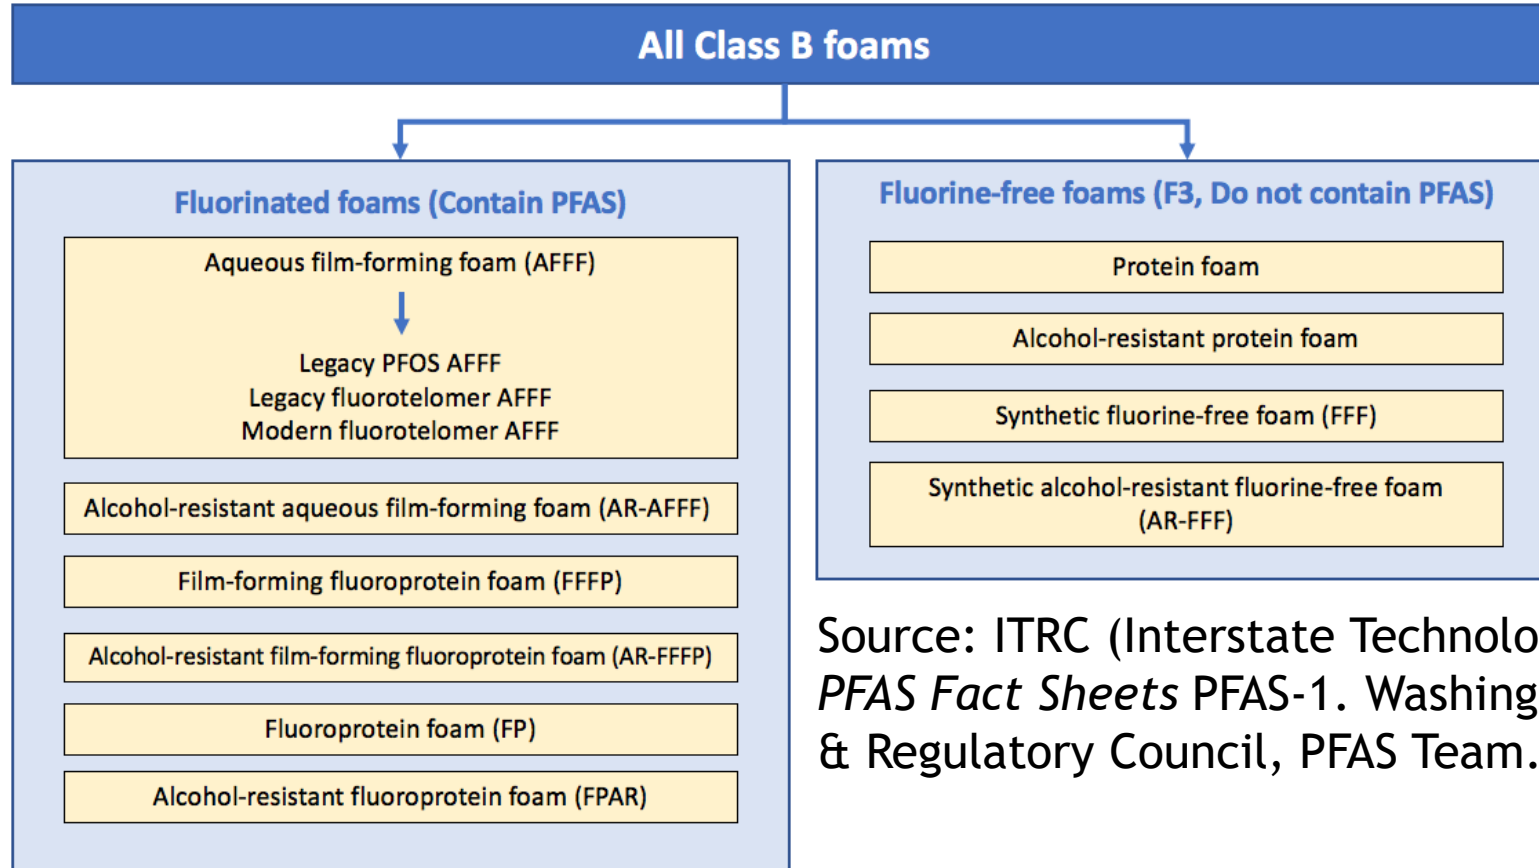 All Class B foams
Fluorinated foams (Contain PFAS)
Aqueous film-forming foam (AFFF)
Legacy PFOS AFFF
Legacy fluorotelomer AFFF
Modern fluorotelomer AFFF
Alcohol-resistant aqueous film-forming foam (AR-AFFF)
Film-forming fluoroprotein foam (FFFP)
Alcohol-resistant film-forming fluoroprotein foam (AR-FFFP)
Fluoroprotein foam (FP)
Alcohol-resistant fluoroprotein foam (FPAR)
Fluorine-free foams (F3, Do not contain PFAS)
Protein foam
Alcohol-resistant protein foam
Synthetic fluorine-free foam (FFF)
Synthetic alcohol-resistant fluorine-free foam
(AR-FFF)
Source: ITRC (Interstate Technolo
PFAS Fact Sheets PFAS-1. Washing
& Regulatory Council, PFAS Team.